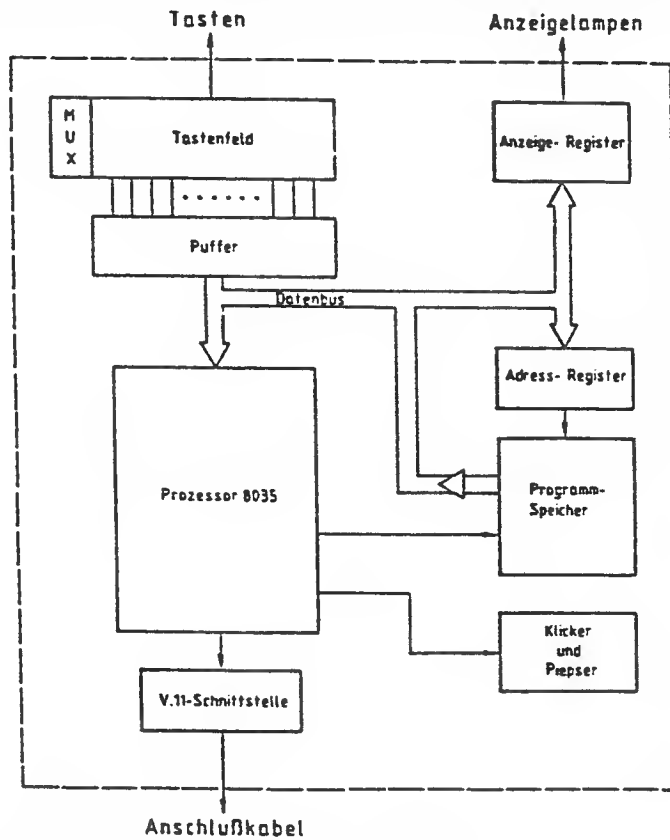 Tasten
Anzeigelampen
M
U
X
Tastenfeld
Anzeige-Register
Puffer
Datenbus
Adress-Register
Prozessor 8035
Programm-
Speicher
Klicker
und
Piepser
V.11-Schnittstelle
Anschlußkabel